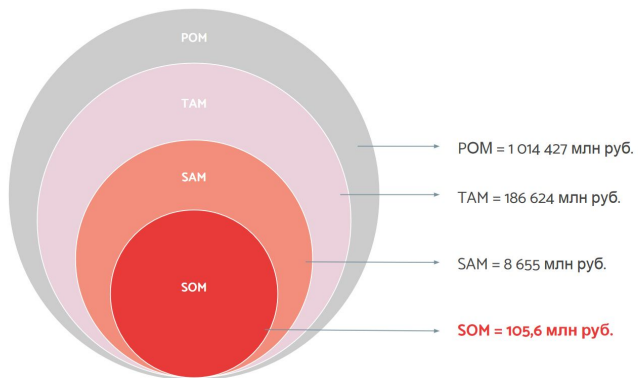 POM
TAM
SAM
SOM
POM = 1 014 427 млн руб.
TAM = 186 624 млн руб.
SAM = 8 655 млн руб.
SOM = 105,6 млн руб.